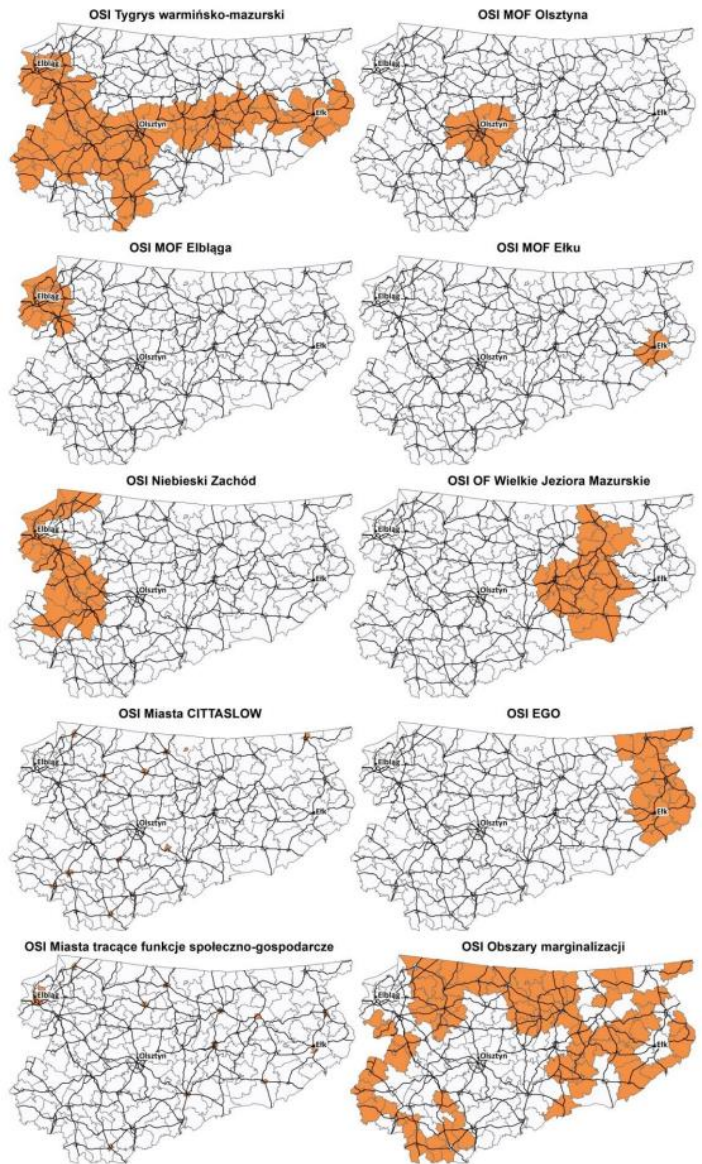 OSI Tygrys warmińsko-mazurski
Elbląg
Olsztyn
Ełk
OSI MOF Olsztyna
Elbląg
Olsztyn
Ełk
OSI MOF Elbląga
Elbląg
Olsztyn
Ełk
OSI MOF Ełku
Elbląg
Olsztyn
Ełk
OSI Niebieski Zachód
Elbląg
Olsztyn
Ełk
OSI OF Wielkie Jeziora Mazurskie
Elbląg
Olsztyn
Ełk
OSI Miasta CITTASLOW
Elbląg
Olsztyn
Ełk
OSI EGO
Elbląg
Olsztyn
Ełk
OSI Miasta tracące funkcje społeczno-gospodarcze
Elbląg
Olsztyn
Ełk
OSI Obszary marginalizacji
Elbląg
Olsztyn
Ełk